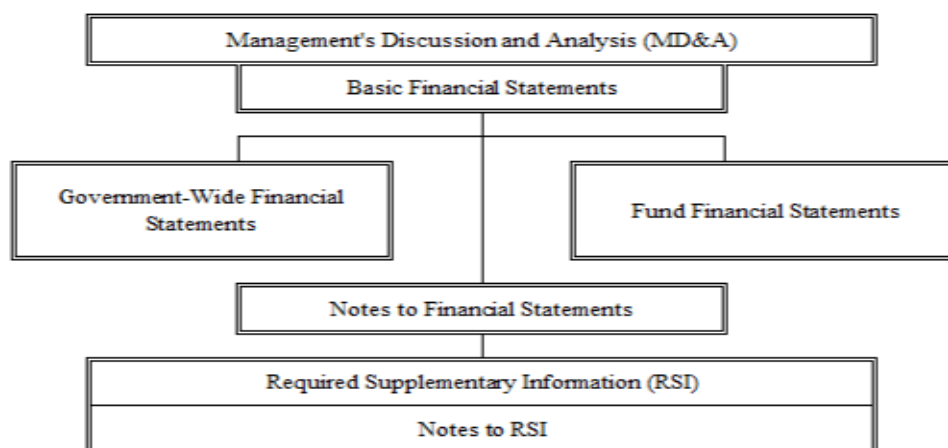 Management's Discussion and Analysis (MD&A)
Basic Financial Statements
Government-Wide Financial
Statements
Fund Financial Statements
Notes to Financial Statements
Required Supplementary Information (RSI)
Notes to RSI